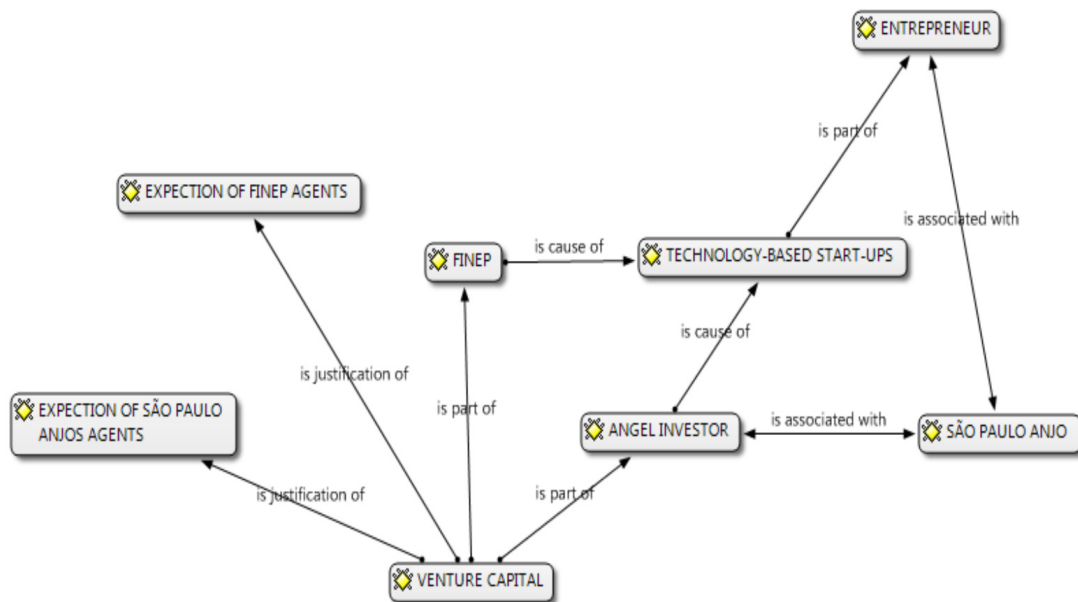 ENTREPRENEUR
is part of
EXPECTION OF FINEP AGENTS
is associated with
FINEP
is cause of
TECHNOLOGY-BASED START-UPS
is cause of
is justification of
EXPECTION OF SÃO PAULO
ANJOS AGENTS
is part of
ANGEL INVESTOR
is associated with
SÃO PAULO ANJO
is justification of
is part of
VENTURE CAPITAL